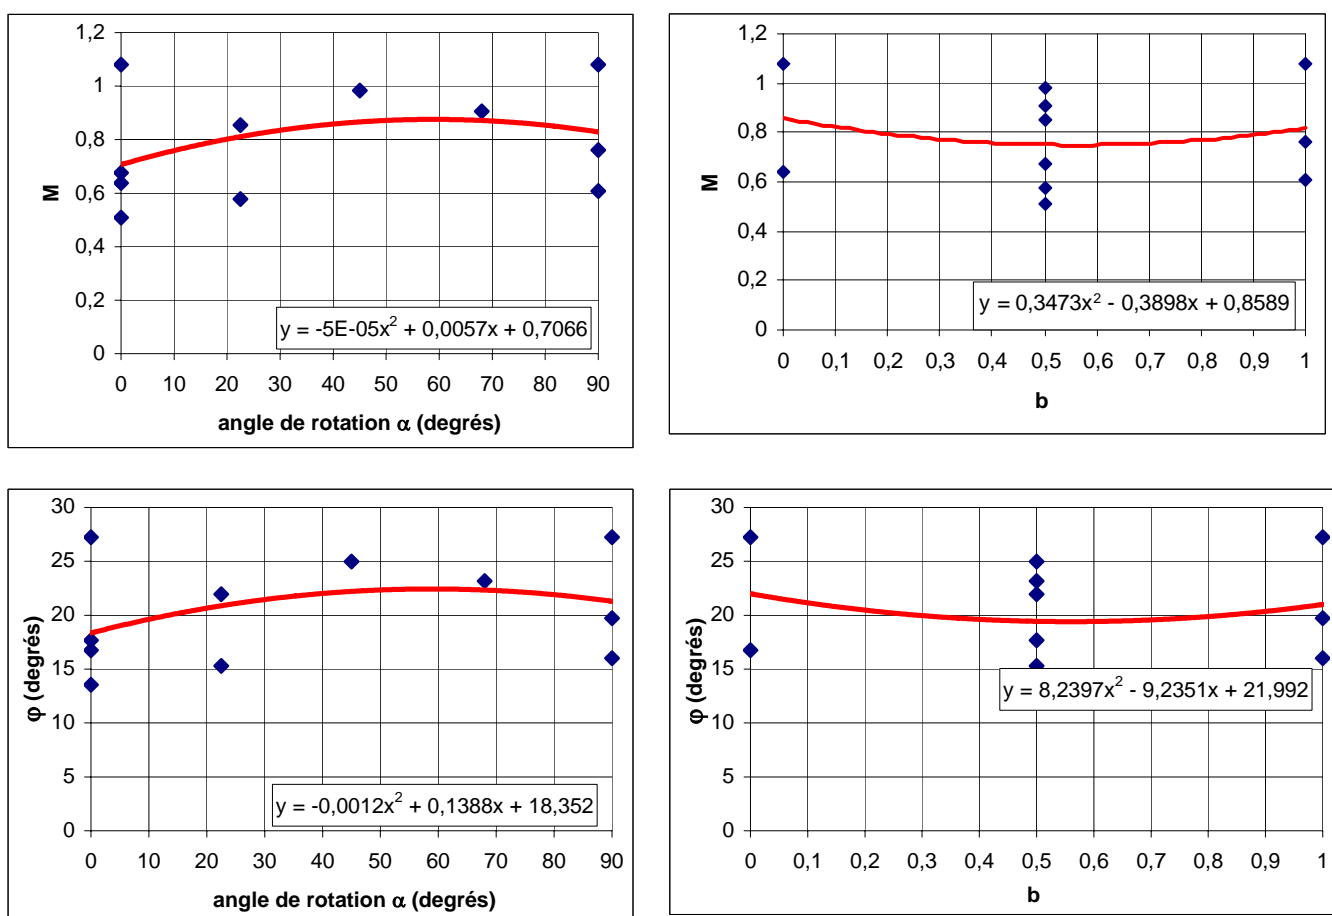 1,2
1
0,8
0,6
0,4
0,2
0
M
y = -5E-05x² + 0,0057x + 0,7066
0 10 20 30 40 50 60 70 80 90
angle de rotation α (degrés)
1,2
1
0,8
0,6
0,4
0,2
0
M
y = 0,3473x² - 0,3898x + 0,8589
0 0,1 0,2 0,3 0,4 0,5 0,6 0,7 0,8 0,9 1
b
30
25
20
15
10
5
0
φ (degrés)
y = -0,0012x² + 0,1388x + 18,352
0 10 20 30 40 50 60 70 80 90
angle de rotation α (degrés)
30
25
20
15
10
5
0
φ (degrés)
y = 8,2397x² - 9,2351x + 21,992
0 0,1 0,2 0,3 0,4 0,5 0,6 0,7 0,8 0,9 1
b